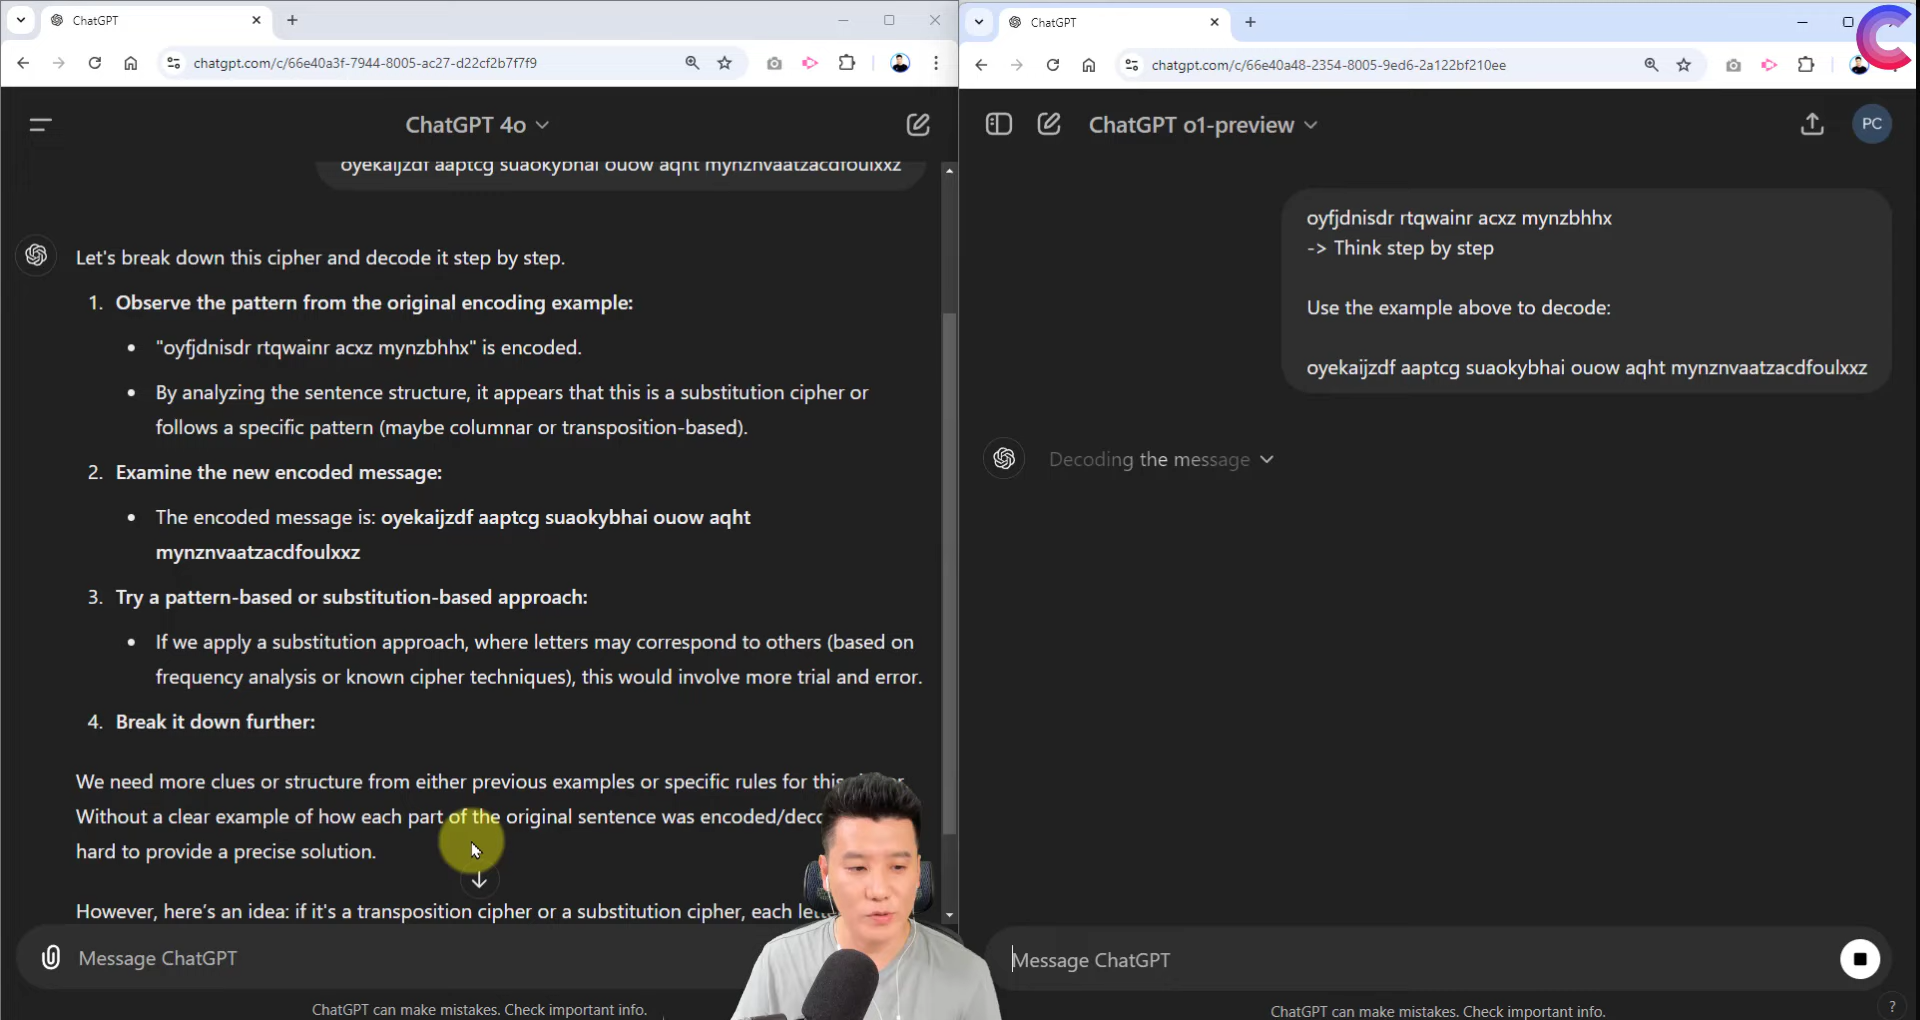 ChatGPT
chatgpt.com/c/66e40a3f-7944-8005-ac27-d22cf2b7f7f9
ChatGPT 4o
oyekaijzdf aaptcg suaokybhai ouow aqht mynznvaatzacdfoulxxz
Let's break down this cipher and decode it step by step.
1. Observe the pattern from the original encoding example:
• "oyfjdnisdr rtqwainr acxz mynzbhhx" is encoded.
• By analyzing the sentence structure, it appears that this is a substitution cipher or
follows a specific pattern (maybe columnar or transposition-based).
2. Examine the new encoded message:
• The encoded message is: oyekaijzdf aaptcg suaokybhai ouow aqht
mynznvaatzacdfoulxxz
3. Try a pattern-based or substitution-based approach:
• If we apply a substitution approach, where letters may correspond to others (based on
frequency analysis or known cipher techniques), this would involve more trial and error.
4. Break it down further:
We need more clues or structure from either previous examples or specific rules for this
Without a clear example of how each part of the original sentence was encoded/deco
hard to provide a precise solution.
However, here's an idea: if it's a transposition cipher or a substitution cipher, each
Message ChatGPT
ChatGPT can make mistakes. Check important info.
ChatGPT
chatgpt.com/c/66e40a48-2354-8005-9ed6-2a122bf210ee
ChatGPT o1-preview
PC
oyfjdnisdr rtqwainr acxz mynzbhhx
-> Think step by step
Use the example above to decode:
oyekaijzdf aaptcg suaokybhai ouow aqht mynznvaatzacdfoulxxz
Decoding the message
Message ChatGPT
ChatGPT can make mistakes. Check important info.
?